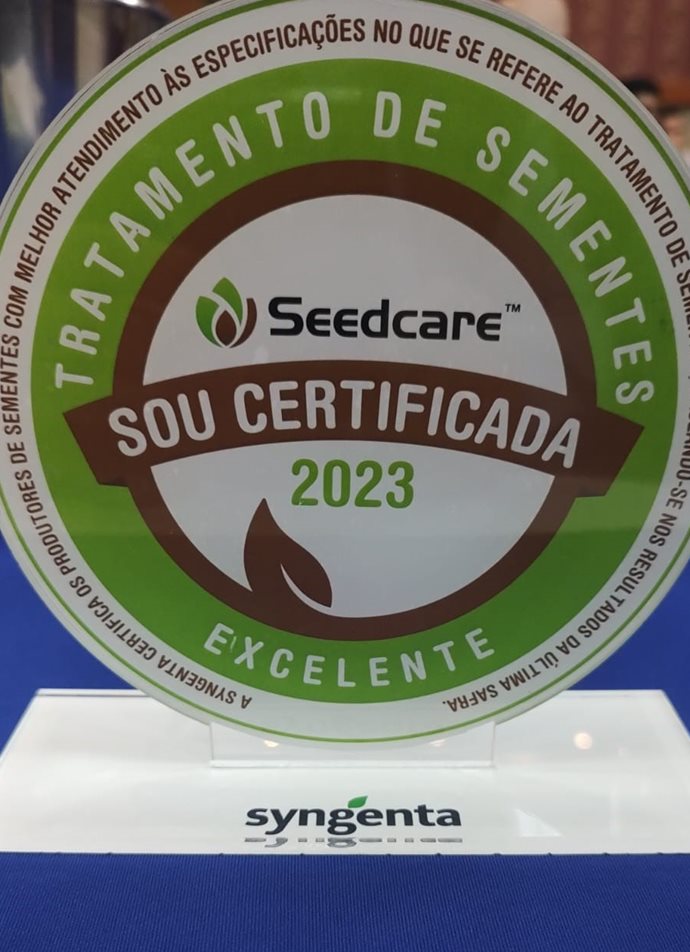 A SYNGENTA CERTIFICA OS PRODUTORES DE SEMENTES COM MELHOR ATENDIMENTO ÀS ESPECIFICAÇÕES NO QUE SE REFERE AO TRATAMENTO DE
-SE NOS RESULTADOS DA ÚLTIMA SAFRA.
TRATAMENTO DE SEMENTES
Seedcare™
SOU CERTIFICADA
2023
EXCELENTE
syngenta